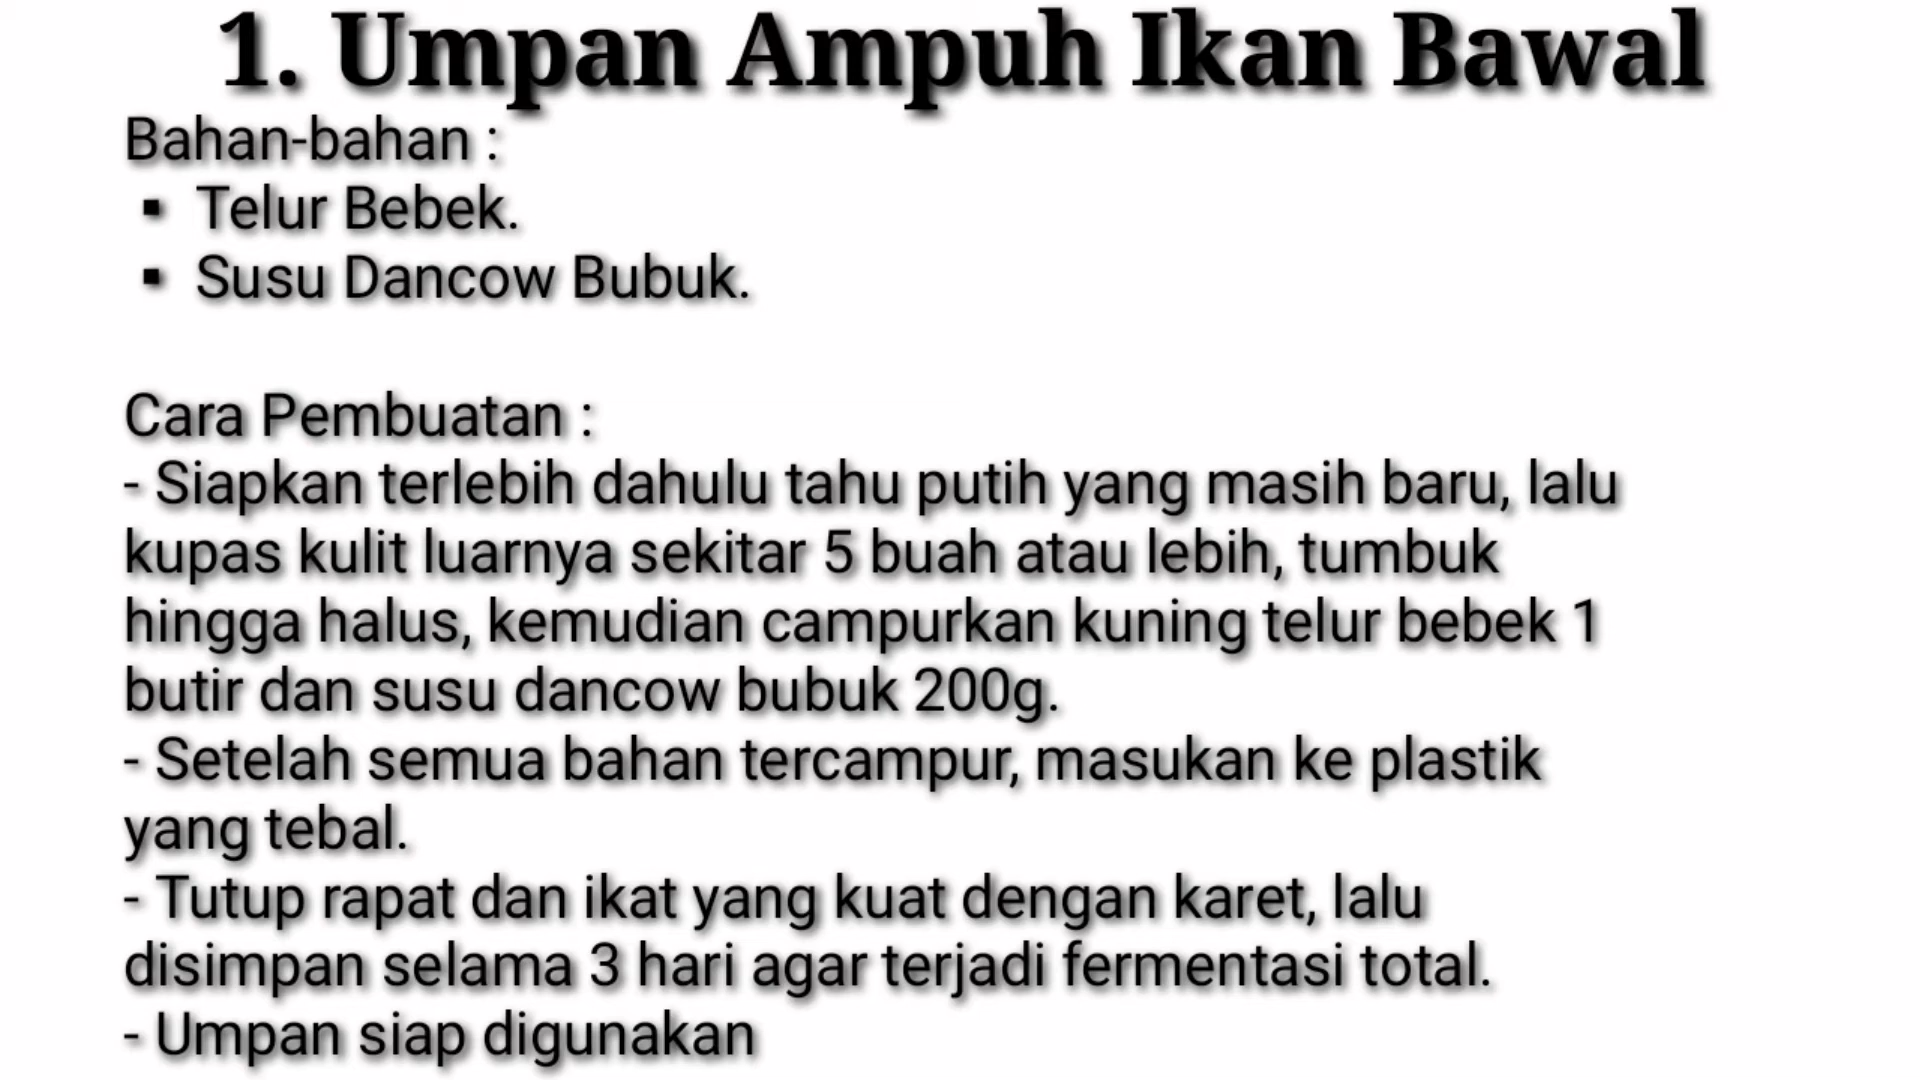 1. Umpan Ampuh Ikan Bawal
Bahan-bahan :
▪ Telur Bebek.
▪ Susu Dancow Bubuk.
Cara Pembuatan :
- Siapkan terlebih dahulu tahu putih yang masih baru, lalu
kupas kulit luarnya sekitar 5 buah atau lebih, tumbuk
hingga halus, kemudian campurkan kuning telur bebek 1
butir dan susu dancow bubuk 200g.
- Setelah semua bahan tercampur, masukan ke plastik
yang tebal.
- Tutup rapat dan ikat yang kuat dengan karet, lalu
disimpan selama 3 hari agar terjadi fermentasi total.
- Umpan siap digunakan